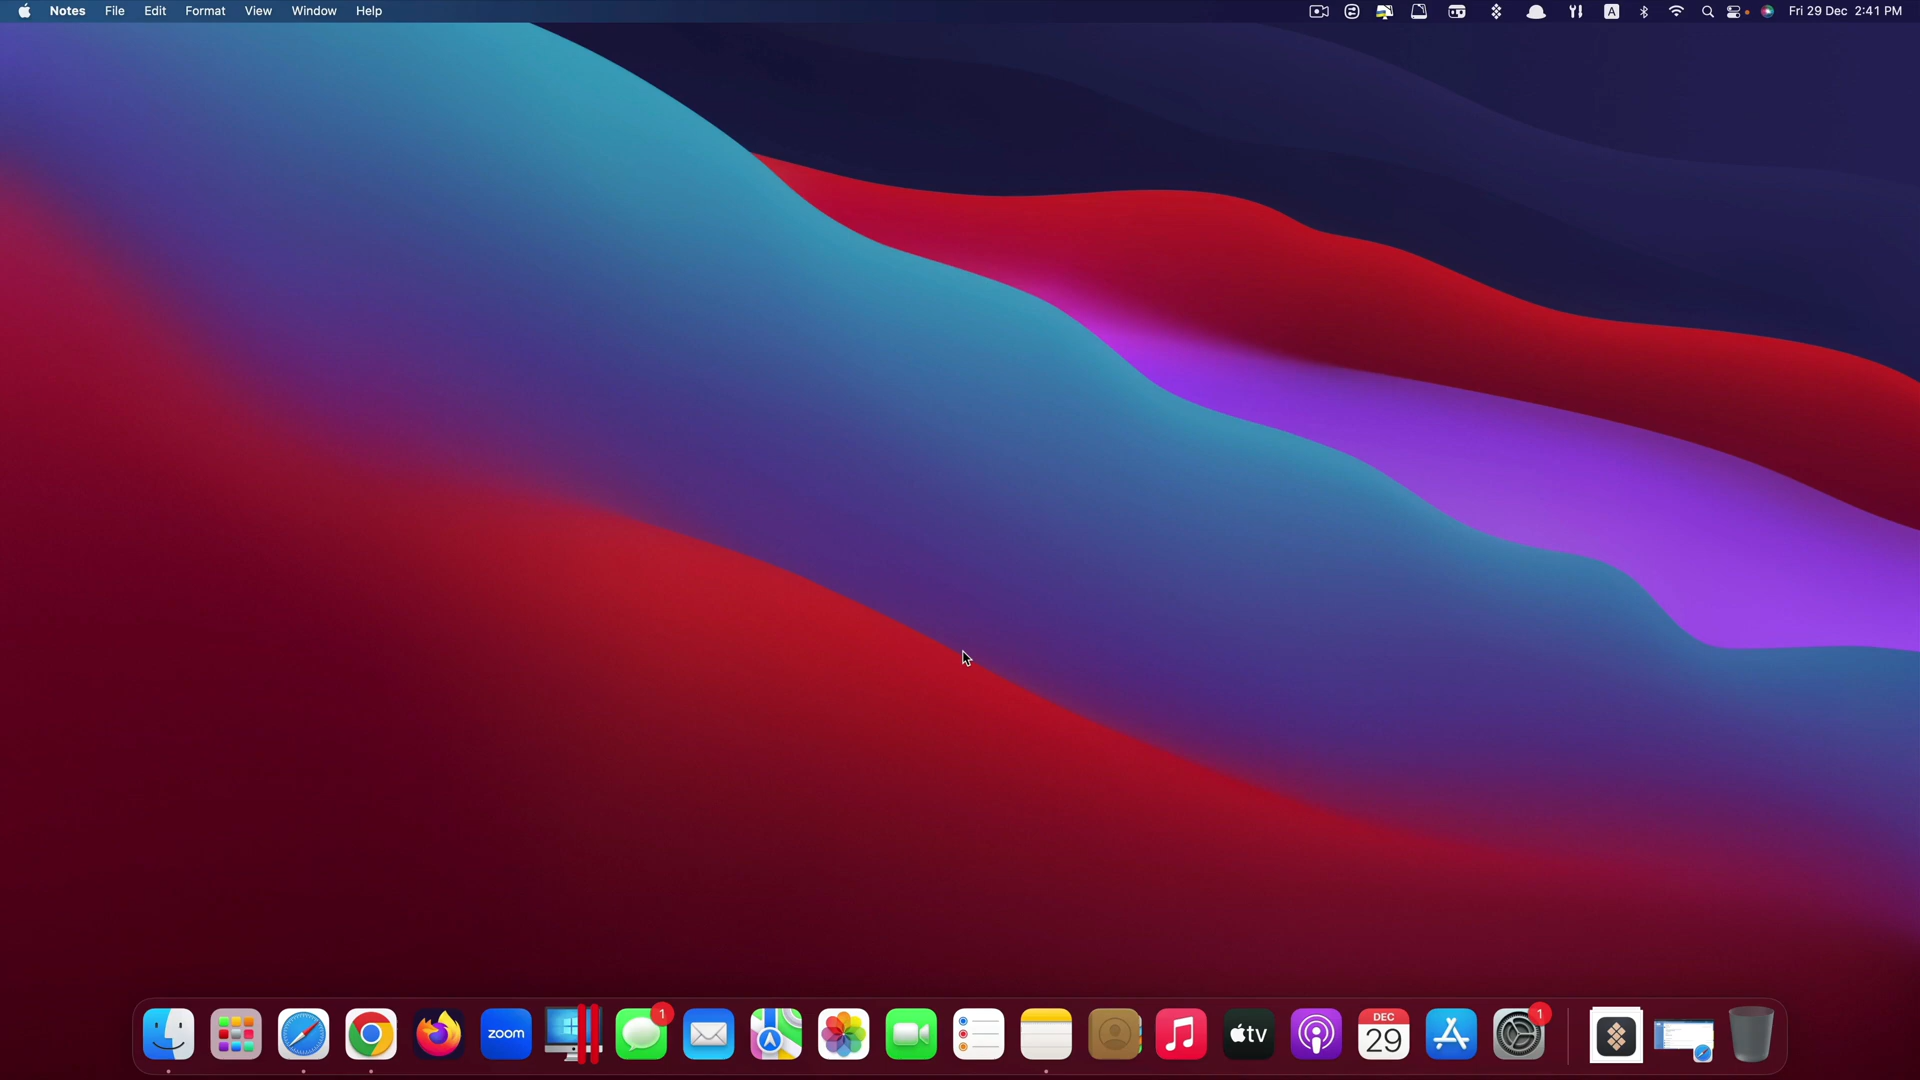 Notes File Edit Format View Window Help A Fri 29 Dec 2:41 PM
zoom 1 tv DEC 29 1